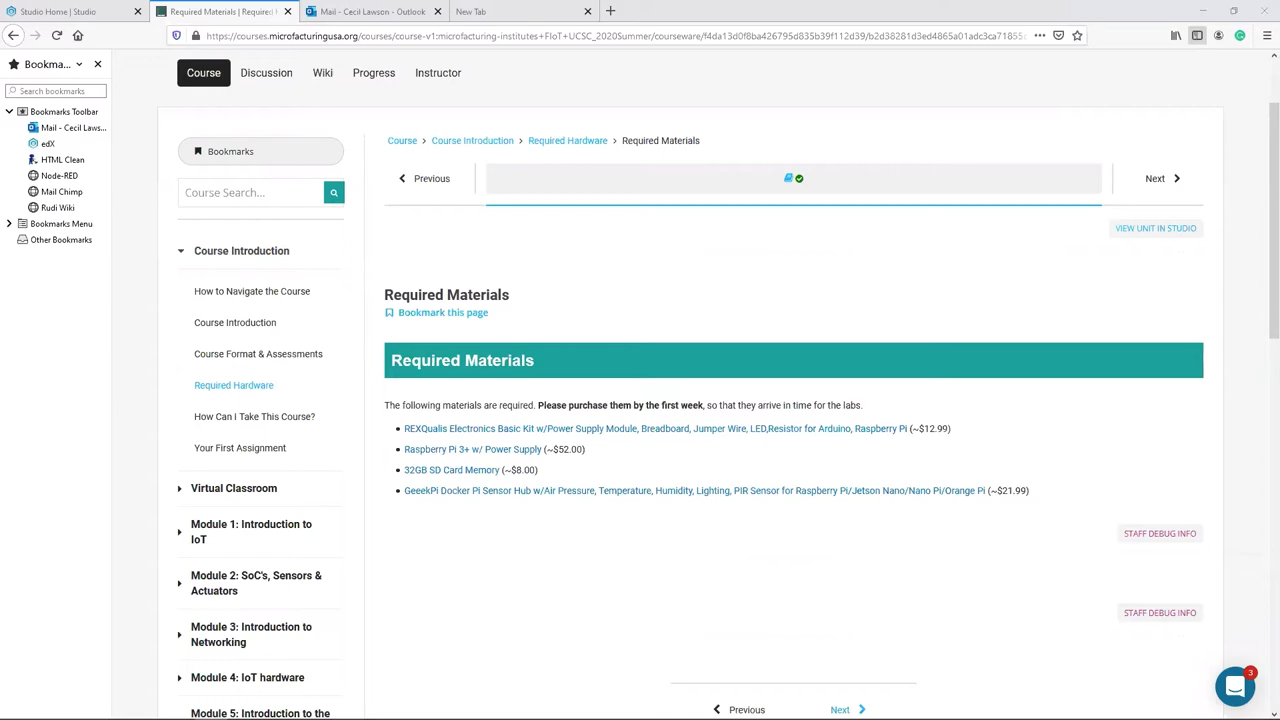 Studio Home | Studio
Required Materials | Required H
Mail - Cecil Lawson - Outlook
New Tab
https://courses.microfacturingusa.org/courses/course-v1:microfacturing-institutes+FIoT+UCSC_2020Summer/courseware/f4da13d0f8ba426795d835b39f112d39/b2d38281d3ed4865a01adc3ca71855
Bookma...
Search bookmarks
Bookmarks Toolbar
Mail - Cecil Laws...
edX
HTML Clean
Node-RED
Mail Chimp
Rudi Wiki
Bookmarks Menu
Other Bookmarks
Course
Discussion
Wiki
Progress
Instructor
Bookmarks
Course Search...
Course Introduction
How to Navigate the Course
Course Introduction
Course Format & Assessments
Required Hardware
How Can I Take This Course?
Your First Assignment
Virtual Classroom
Module 1: Introduction to
IoT
Module 2: SoC's, Sensors &
Actuators
Module 3: Introduction to
Networking
Module 4: IoT hardware
Module 5: Introduction to the
Course > Course Introduction > Required Hardware > Required Materials
Previous
Next
VIEW UNIT IN STUDIO
Required Materials
Bookmark this page
Required Materials
The following materials are required. Please purchase them by the first week, so that they arrive in time for the labs.
• REXQualis Electronics Basic Kit w/Power Supply Module, Breadboard, Jumper Wire, LED,Resistor for Arduino, Raspberry Pi (~$12.99)
• Raspberry Pi 3+ w/ Power Supply (~$52.00)
• 32GB SD Card Memory (~$8.00)
• GeeekPi Docker Pi Sensor Hub w/Air Pressure, Temperature, Humidity, Lighting, PIR Sensor for Raspberry Pi/Jetson Nano/Nano Pi/Orange Pi (~$21.99)
STAFF DEBUG INFO
STAFF DEBUG INFO
Previous
Next
3